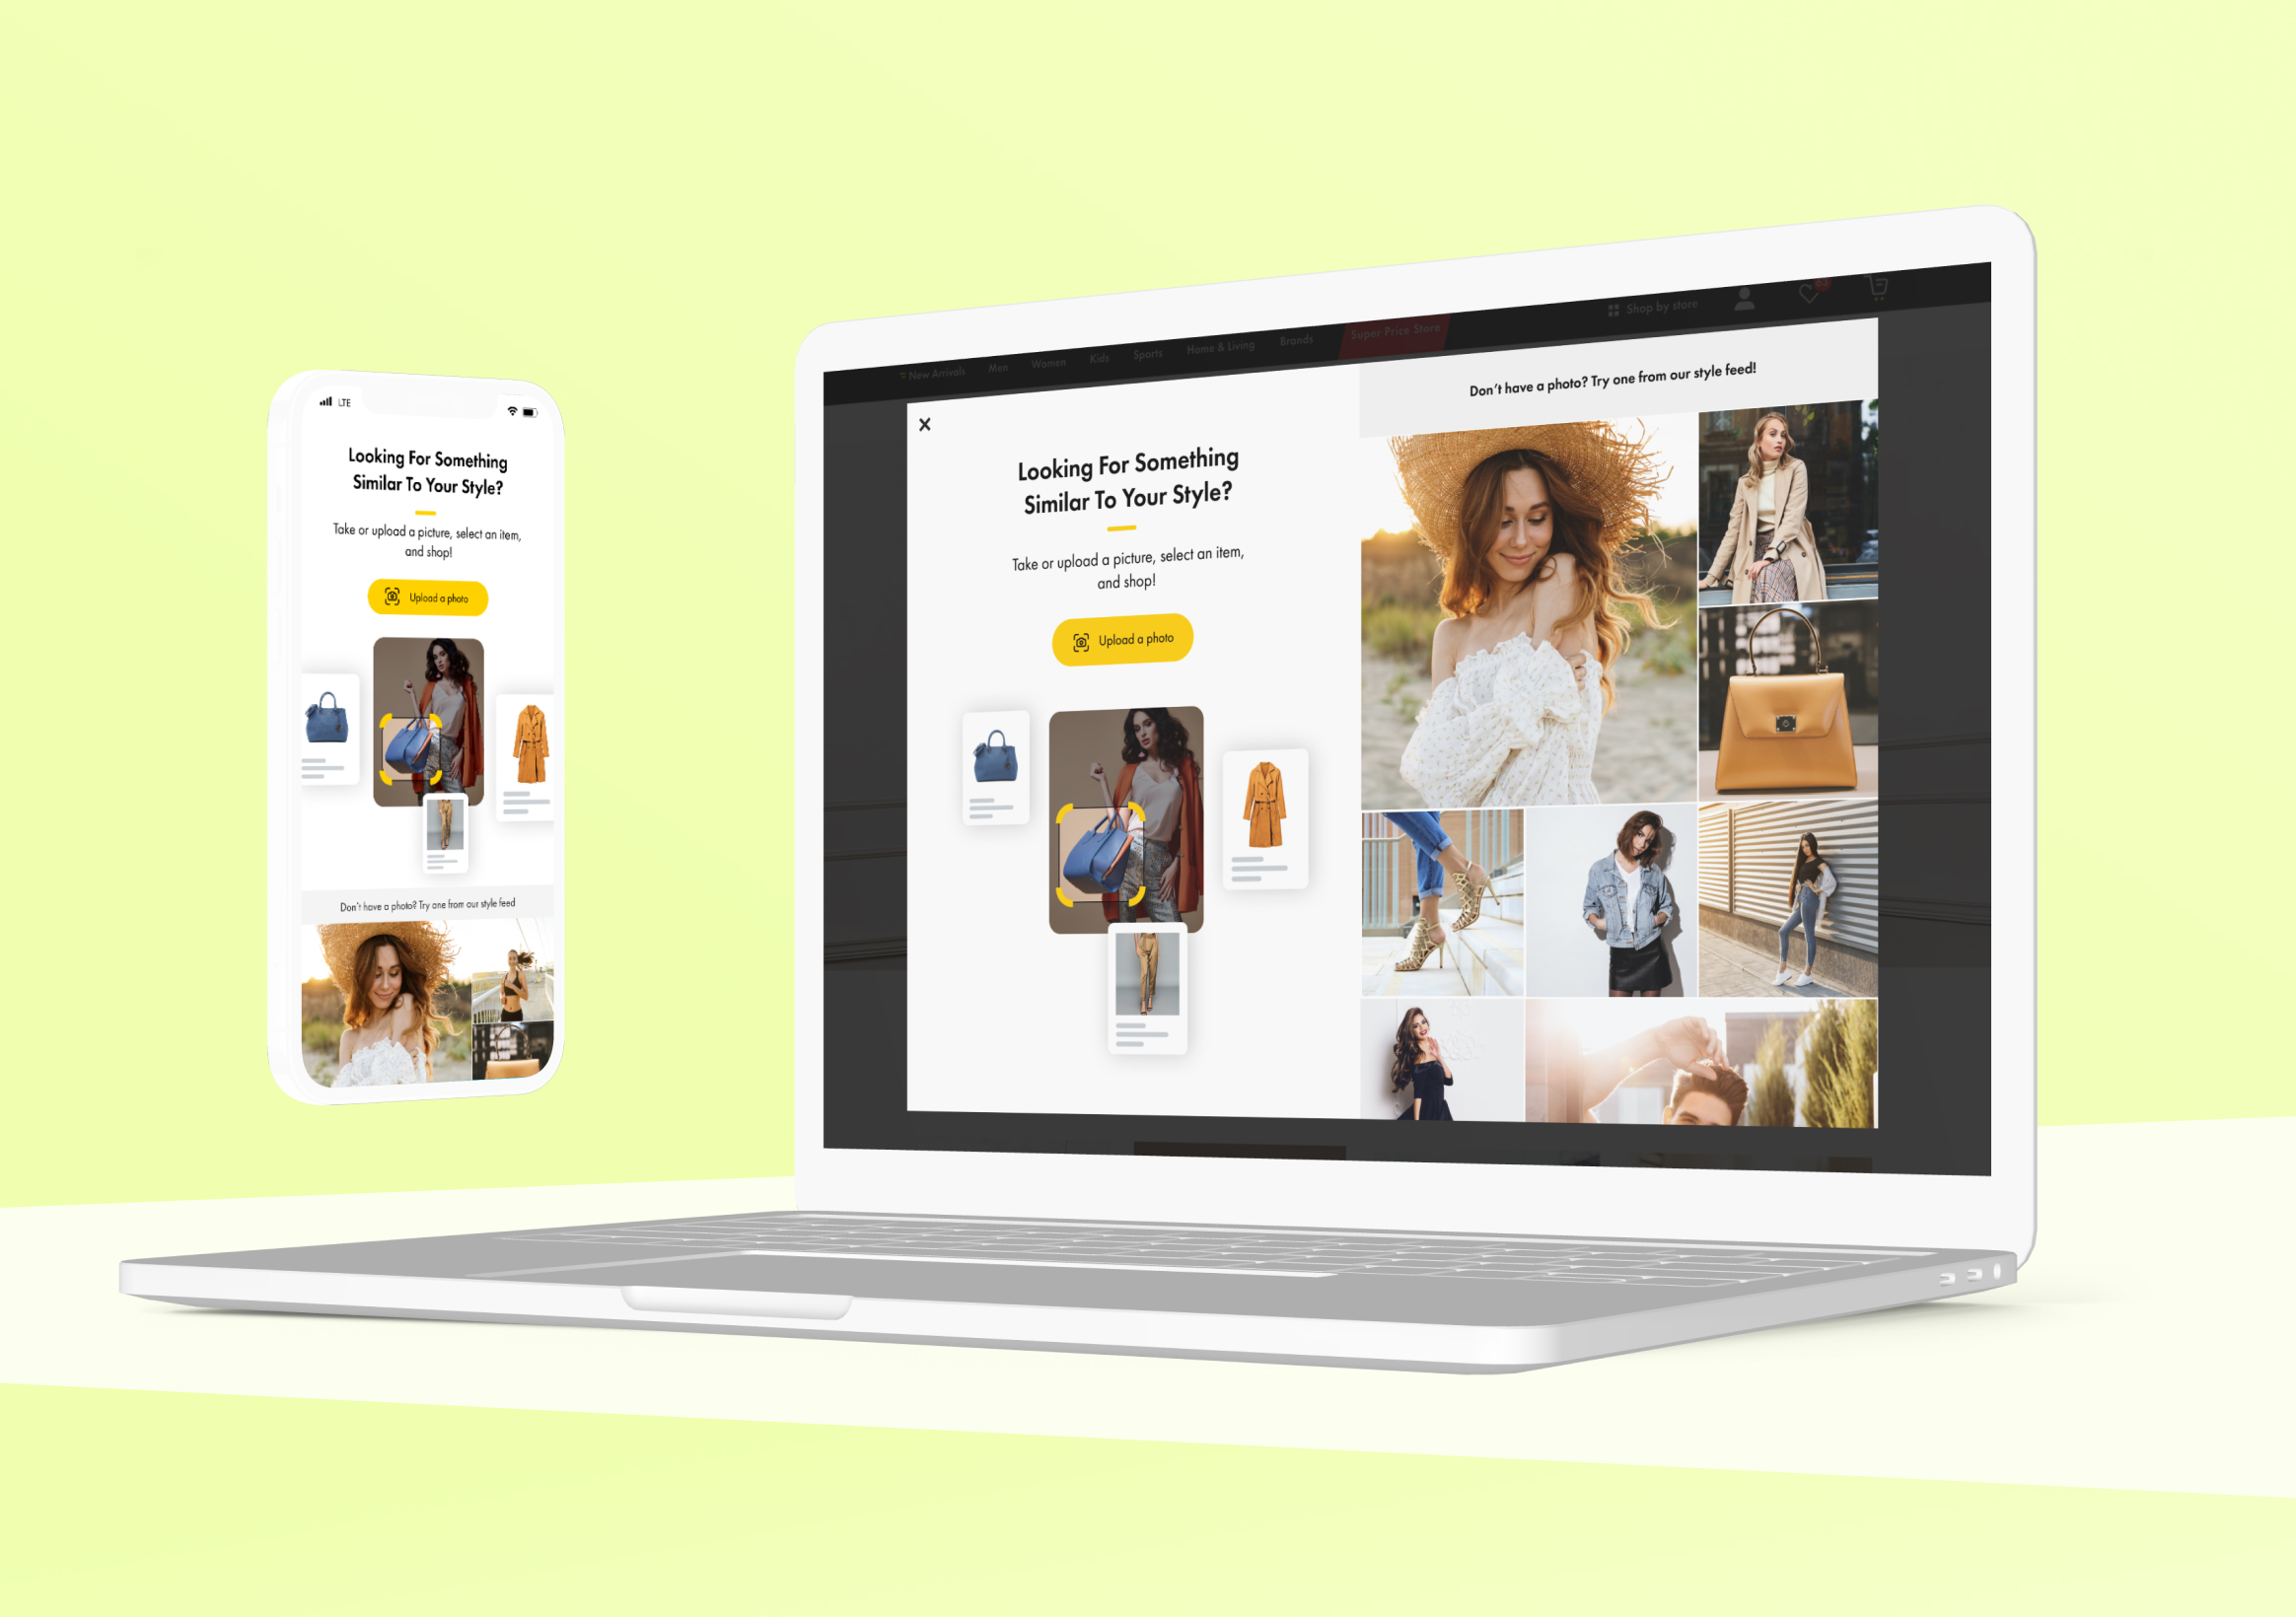 LTE
Looking For Something
Similar To Your Style?
Take or upload a picture, select an item,
and shop!
Upload a photo
Don't have a photo? Try one from our style feed
New Arrivals Men Women Kids Sports Home & Living Brands Super Price Store
Shop by store
63
Don't have a photo? Try one from our style feed!
Looking For Something
Similar To Your Style?
Take or upload a picture, select an item,
and shop!
Upload a photo